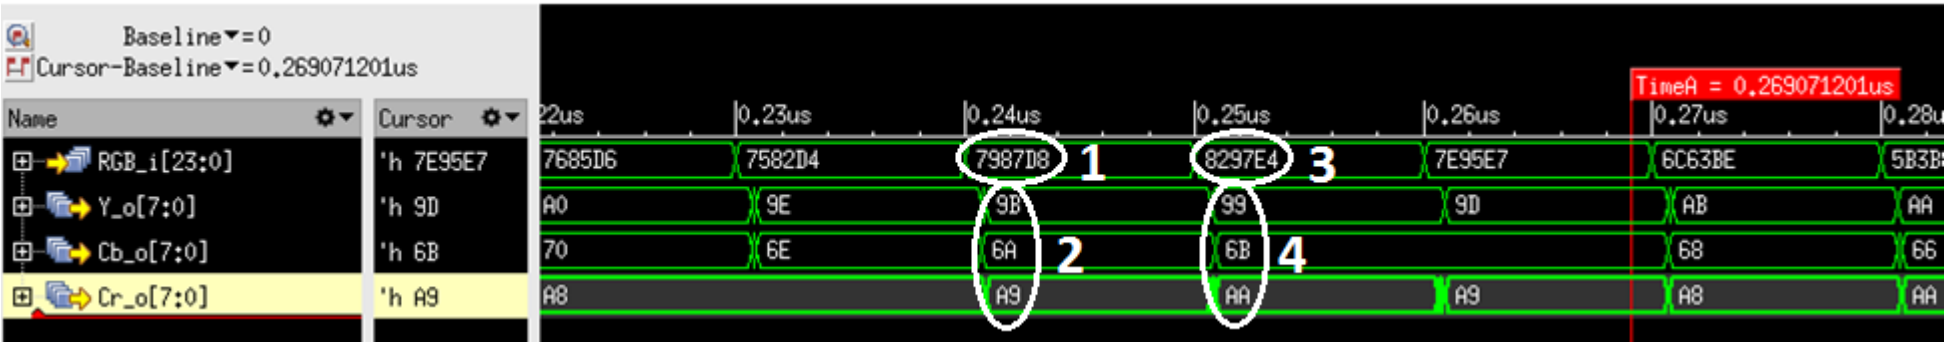 Baseline▼=0
Cursor-Baseline▼=0.269071201us
TimeA = 0.269071201us
Name Cursor 22us 0.23us 0.24us 0.25us 0.26us 0.27us 0.28u
RGB_i[23:0] 'h 7E95E7 7685D6 7582D4 7987D8 1 8297E4 3 7E95E7 6C63BE 5B3B
Y_o[7:0] 'h 9D A0 9E 9B 99 9D AB AA
Cb_o[7:0] 'h 6B 70 6E 6A 2 6B 4 68 66
Cr_o[7:0] 'h A9 A8 A9 AA A9 A8 AA